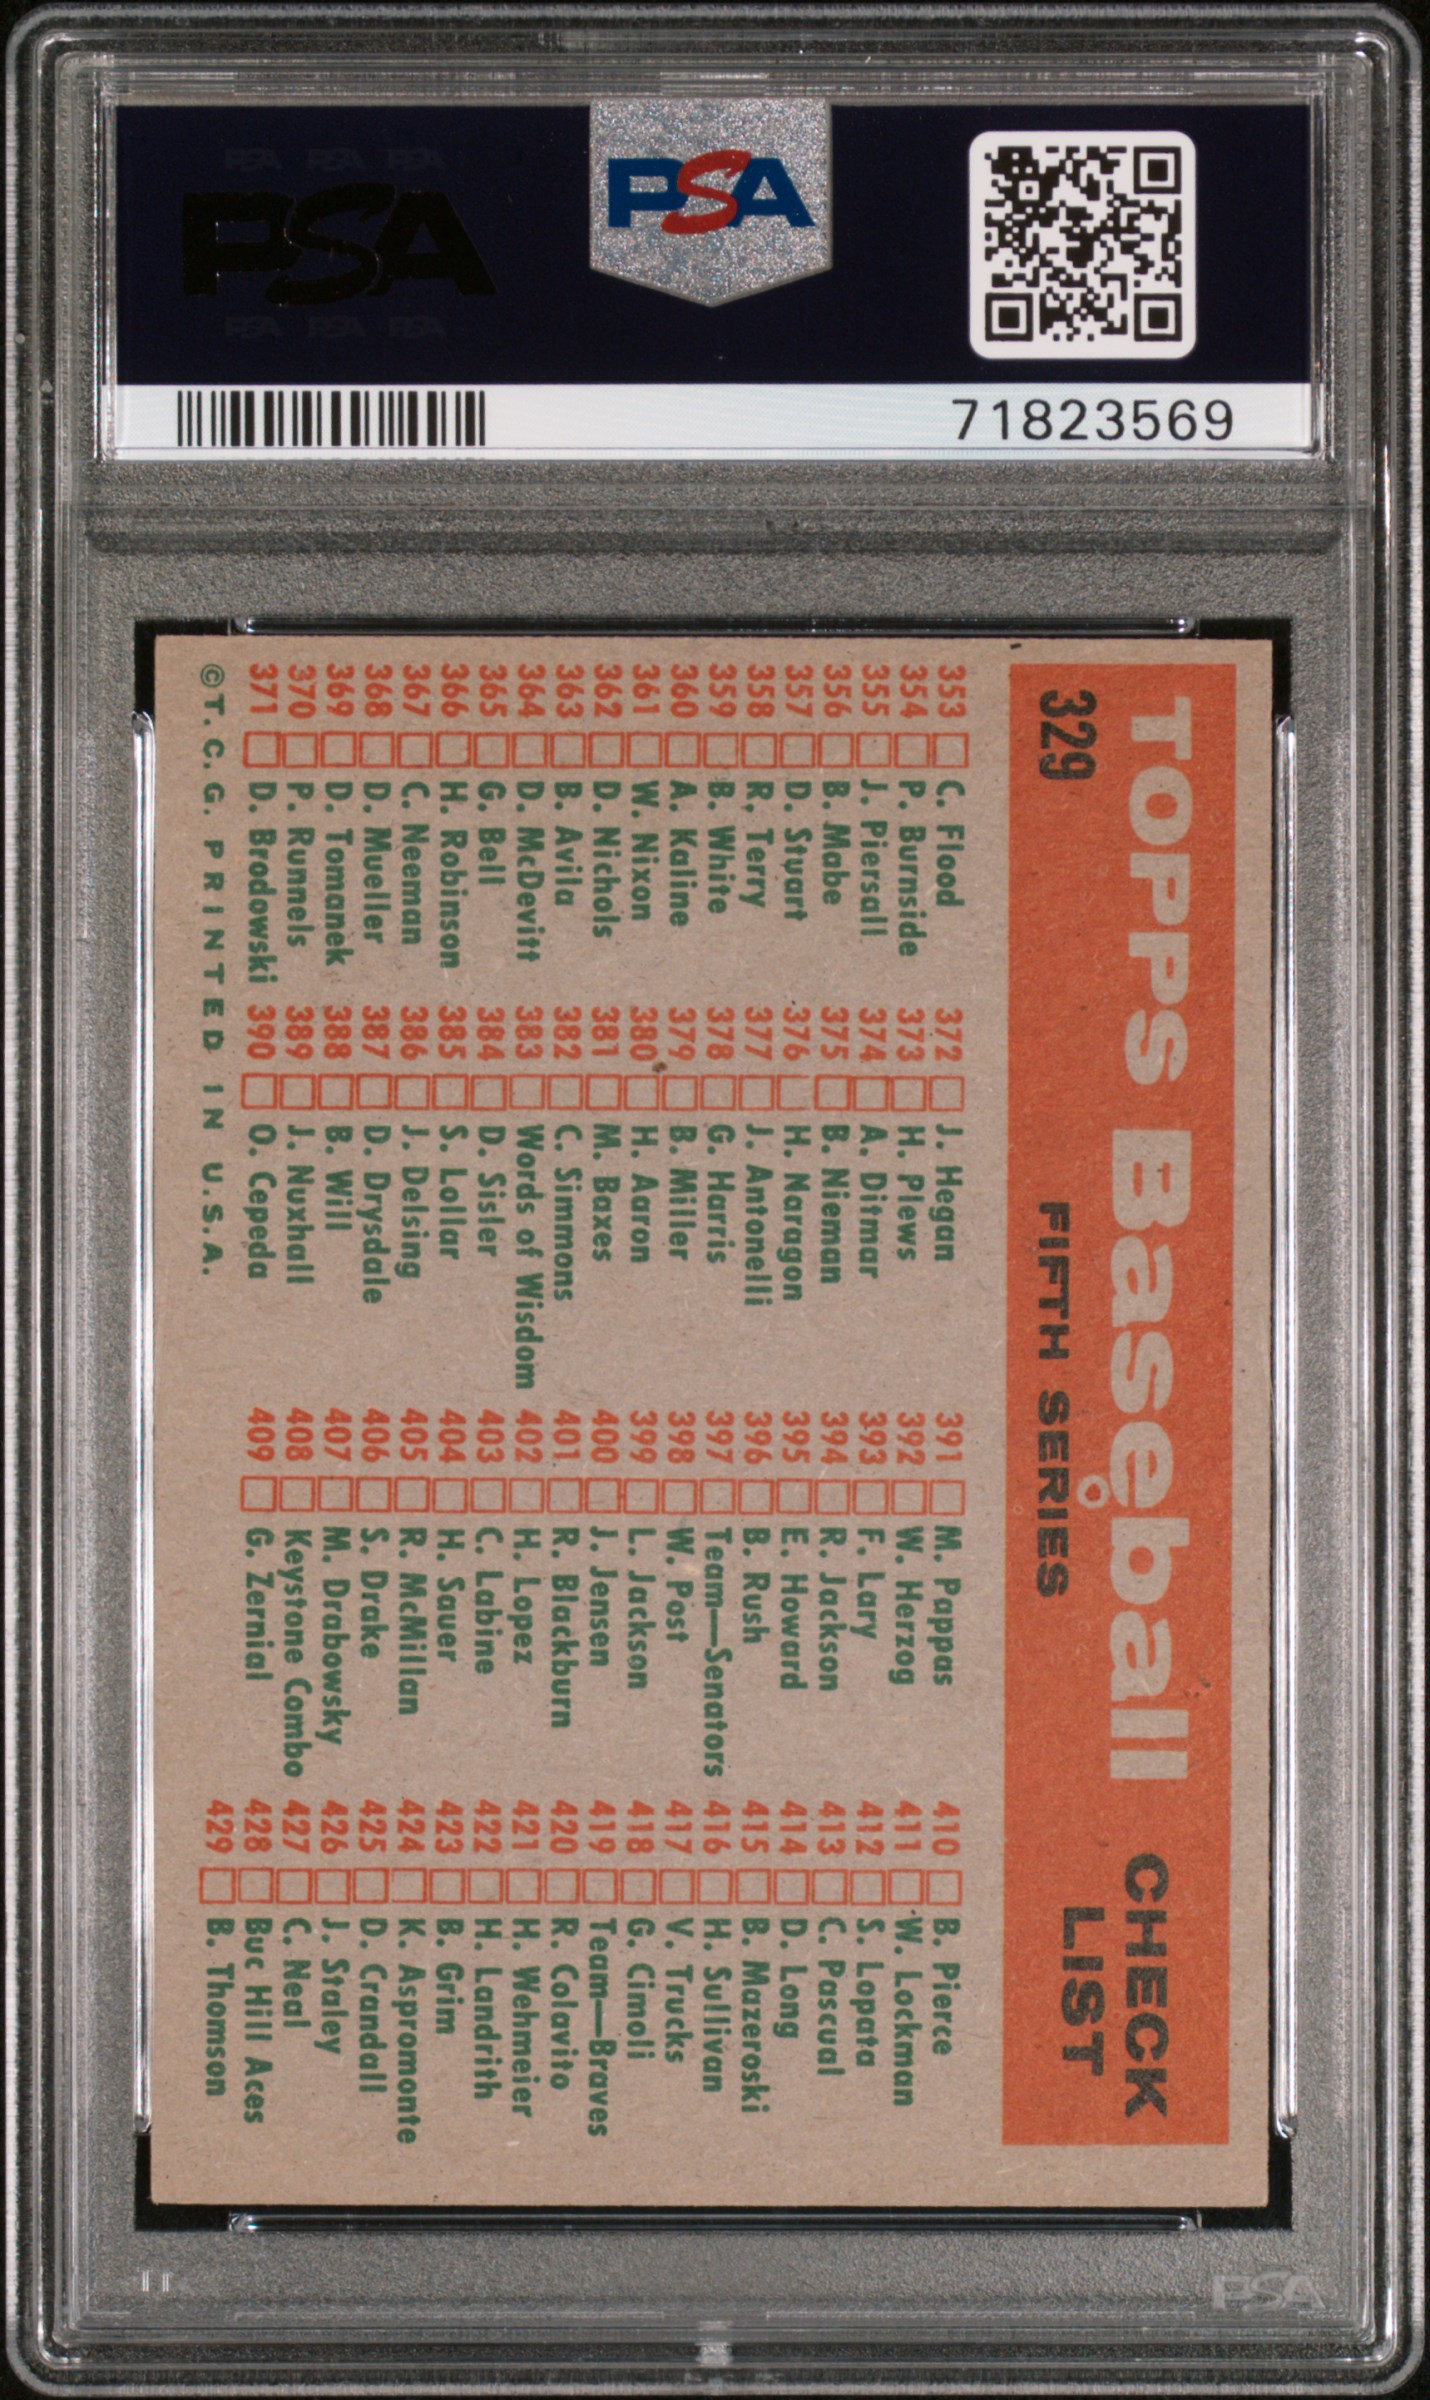 PSA PSA PSA
PSA
PSA PSA PSA
PSA
71823569
TOPPS Baseball CHECK LIST
329 FIFTH SERIES
353 C. Flood
354 P. Burnside
355 J. Piersall
356 B. Mabe
357 D. Stuart
358 R. Terry
359 B. White
360 A. Kaline
361 W. Nixon
362 D. Nichols
363 B. Avila
364 D. McDevitt
365 G. Bell
366 H. Robinson
367 C. Neeman
368 D. Mueller
369 D. Tomanek
370 P. Runnels
371 D. Brodowski
372 J. Hegan
373 H. Plews
374 A. Ditmar
375 B. Nieman
376 H. Naragon
377 J. Antonelli
378 G. Harris
379 B. Miller
380 H. Aaron
381 M. Baxes
382 C. Simmons
383 Words of Wisdom
384 D. Sisler
385 S. Lollar
386 J. Delsing
387 D. Drysdale
388 B. Will
389 J. Nuxhall
390 O. Cepeda
391 M. Pappas
392 W. Herzog
393 F. Lary
394 R. Jackson
395 E. Howard
396 B. Rush
397 Team—Senators
398 W. Post
399 L. Jackson
400 J. Jensen
401 R. Blackburn
402 H. Lopez
403 C. Labine
404 H. Sauer
405 R. McMillan
406 S. Drake
407 M. Drabowsky
408 Keystone Combo
409 G. Zernial
410 B. Pierce
411 W. Lockman
412 S. Lopata
413 C. Pascual
414 D. Long
415 B. Mazeroski
416 H. Sullivan
417 V. Trucks
418 G. Cimoli
419 Team—Braves
420 R. Colavito
421 H. Wehmeier
422 H. Landrith
423 B. Grim
424 K. Aspromonte
425 D. Crandall
426 J. Staley
427 C. Neal
428 Buc Hill Aces
429 B. Thomson
©T. C. G. PRINTED IN U.S.A.
PSA